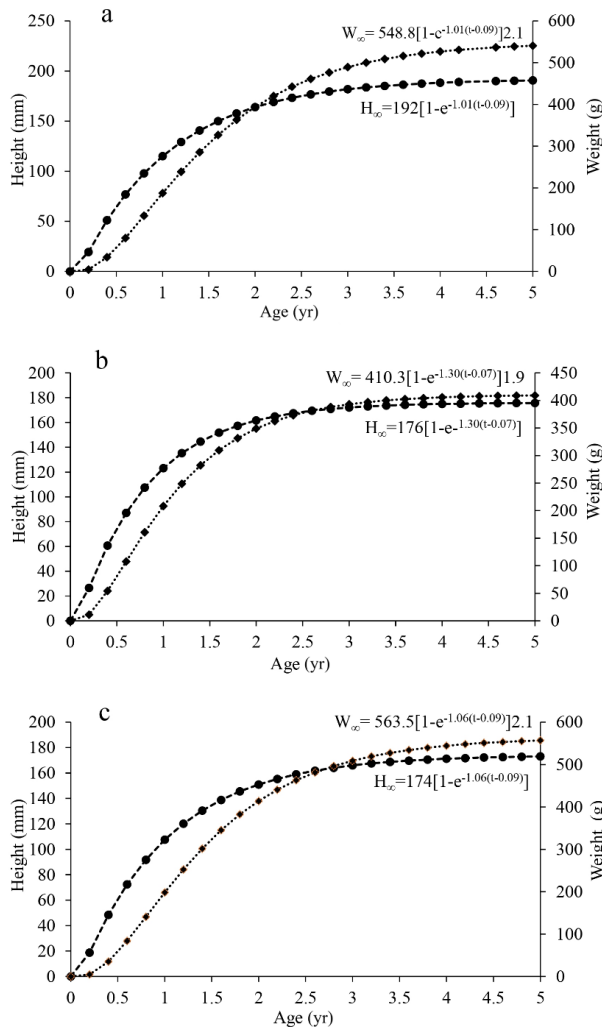 a
W∞= 548.8[1-c-1.01(t-0.09)]2.1
H∞=192[1-e-1.01(t-0.09)]
Height (mm)
250
200
150
100
50
0
Weight (g)
600
500
400
300
200
100
0
0 0.5 1 1.5 2 2.5 3 3.5 4 4.5 5
Age (yr)
b
W∞= 410.3[1-e-1.30(t-0.07)]1.9
H∞=176[1-e-1.30(t-0.07)]
Height (mm)
200
180
160
140
120
100
80
60
40
20
0
Weight (g)
450
400
350
300
250
200
150
100
50
0
0 0.5 1 1.5 2 2.5 3 3.5 4 4.5 5
Age (yr)
c
W∞= 563.5[1-e-1.06(t-0.09)]2.1
H∞=174[1-e-1.06(t-0.09)]
Height (mm)
200
180
160
140
120
100
80
60
40
20
0
Weight (g)
600
500
400
300
200
100
0
0 0.5 1 1.5 2 2.5 3 3.5 4 4.5 5
Age (yr)